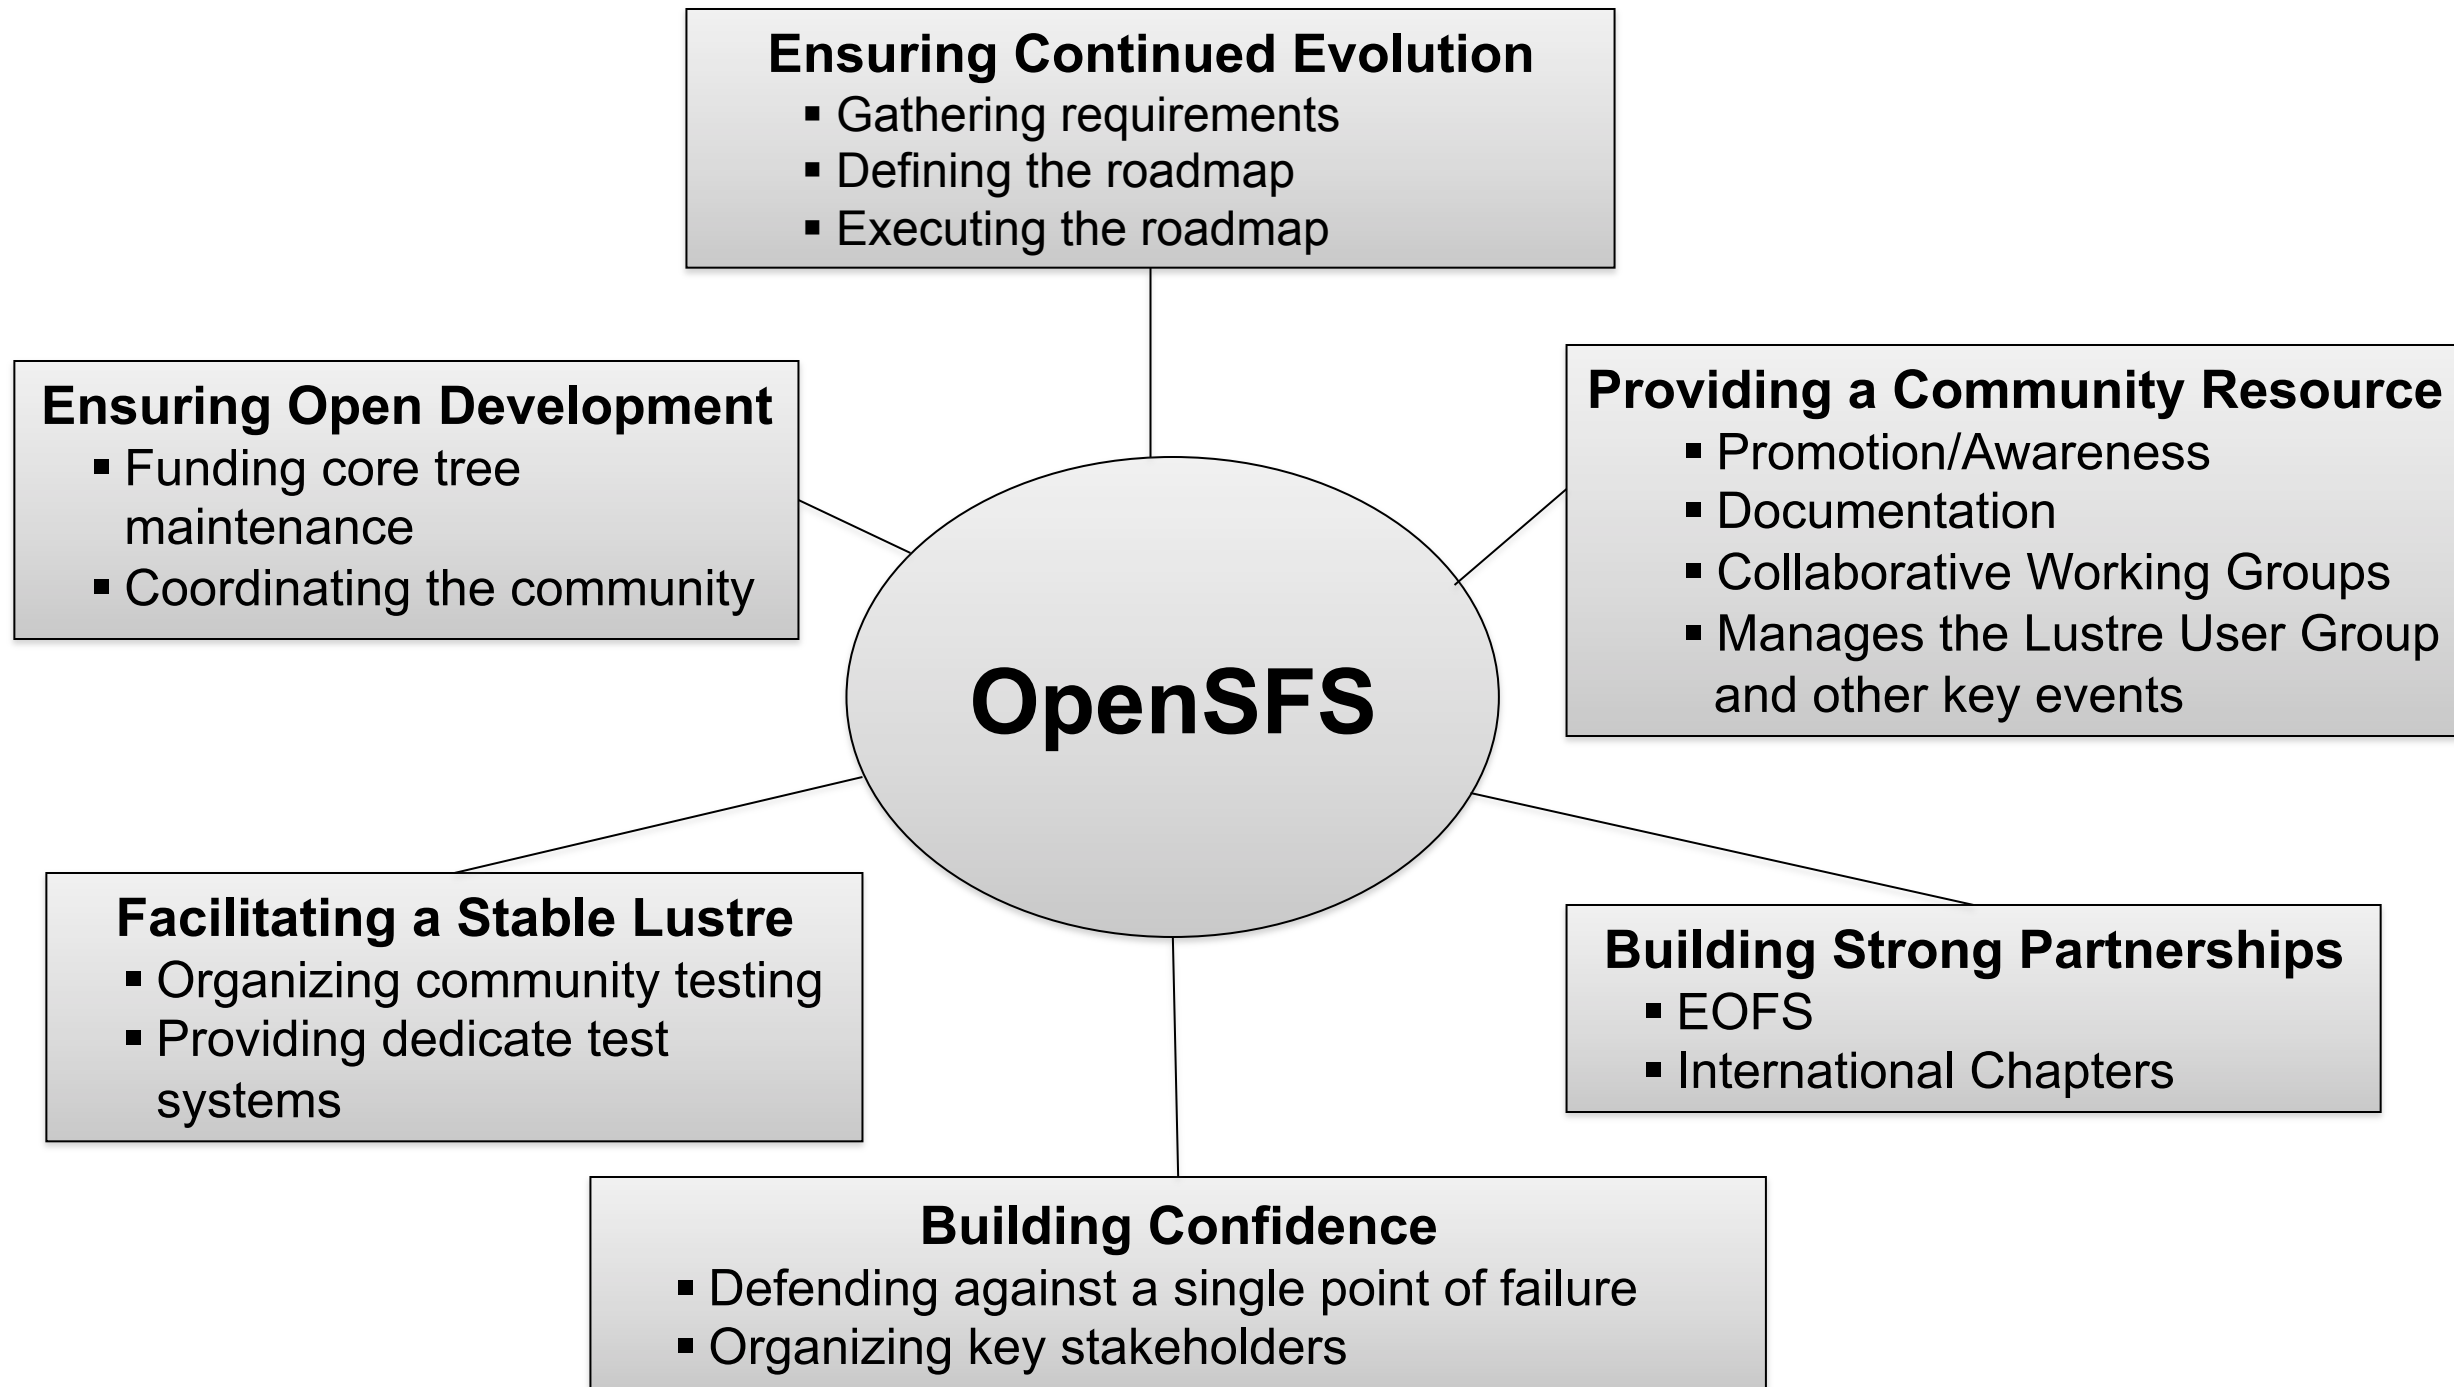 Ensuring Continued Evolution
▪ Gathering requirements
▪ Defining the roadmap
▪ Executing the roadmap
Ensuring Open Development
▪ Funding core tree
maintenance
▪ Coordinating the community
Providing a Community Resource
▪ Promotion/Awareness
▪ Documentation
▪ Collaborative Working Groups
▪ Manages the Lustre User Group
and other key events
OpenSFS
Facilitating a Stable Lustre
▪ Organizing community testing
▪ Providing dedicate test
systems
Building Strong Partnerships
▪ EOFS
▪ International Chapters
Building Confidence
▪ Defending against a single point of failure
▪ Organizing key stakeholders